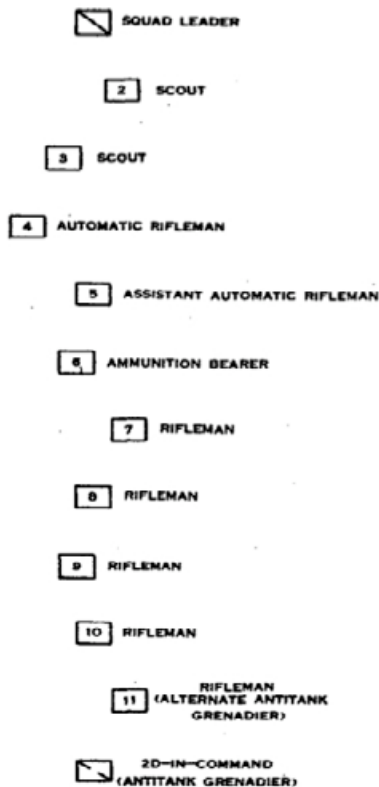 SQUAD LEADER
2 SCOUT
3 SCOUT
4 AUTOMATIC RIFLEMAN
5 ASSISTANT AUTOMATIC RIFLEMAN
6 AMMUNITION BEARER
7 RIFLEMAN
8 RIFLEMAN
9 RIFLEMAN
10 RIFLEMAN
11 RIFLEMAN
(ALTERNATE ANTITANK
GRENADIER)
2D-IN-COMMAND
(ANTITANK GRENADIER)